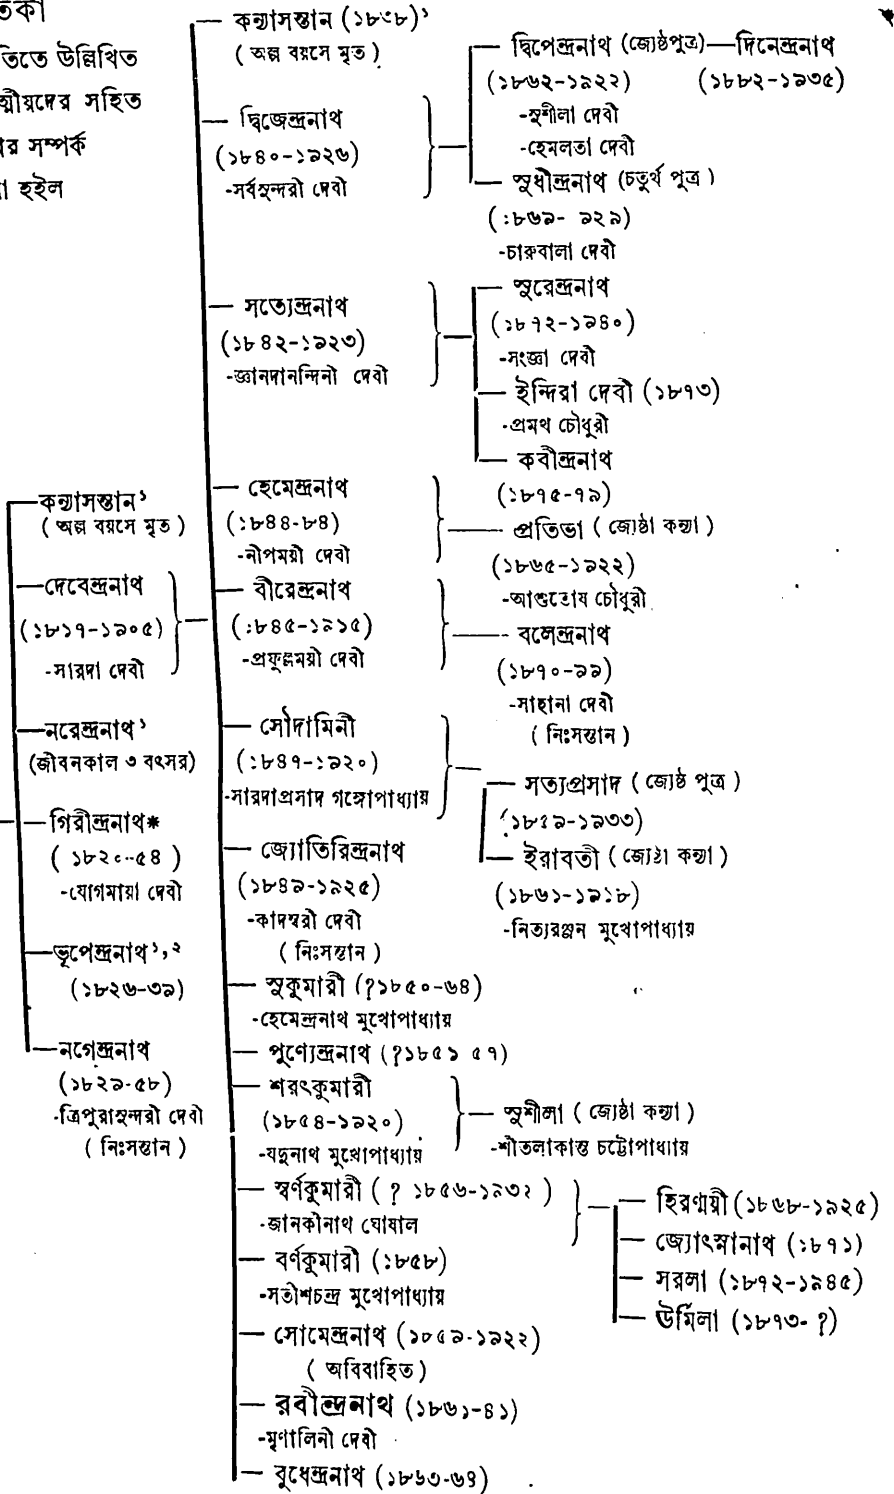 তিতে উল্লিখিত
ত্মীয়দের সহিত
র সম্পর্ক
হইল
কন্যাসন্তান¹
( অল্প বয়সে মৃত )
দেবেন্দ্রনাথ
(১৮১৭-১৯০৫)
-সারদা দেবী
নরেন্দ্রনাথ¹
(জীবনকাল ৩ বৎসর)
গিরীন্দ্রনাথ*
( ১৮২০-৫৪ )
-যোগমায়া দেবী
ভূপেন্দ্রনাথ¹,²
(১৮২৬-৩৯)
নগেন্দ্রনাথ
(১৮২৯-৫৮)
-ত্রিপুরাসুন্দরী দেবী
( নিঃসন্তান )
কন্যাসন্তান (১৮৩৮)¹
( অল্প বয়সে মৃত )
দ্বিজেন্দ্রনাথ
(১৮৪০-১৯২৬)
-সর্বসুন্দরী দেবী
সত্যেন্দ্রনাথ
(১৮৪২-১৯২৩)
-জ্ঞানদানন্দিনী দেবী
হেমেন্দ্রনাথ
(১৮৪৪-৮৪)
-নীপময়ী দেবী
বীরেন্দ্রনাথ
(১৮৪৫-১৯১৫)
-প্রফুল্লময়ী দেবী
সৌদামিনী
(১৮৪৭-১৯২০)
-সারদাপ্রসাদ গঙ্গোপাধ্যায়
জ্যোতিরিন্দ্রনাথ
(১৮৪৯-১৯২৫)
-কাদম্বরী দেবী
( নিঃসন্তান )
সুকুমারী (?১৮৫০-৬৪)
-হেমেন্দ্রনাথ মুখোপাধ্যায়
পুণ্যেন্দ্রনাথ (?১৮৫১ ৫৭)
শরৎকুমারী
(১৮৫৪-১৯২০)
-যদুনাথ মুখোপাধ্যায়
স্বর্ণকুমারী ( ? ১৮৫৬-১৯৩২ )
-জানকীনাথ ঘোষাল
বর্ণকুমারী (১৮৫৮)
-সতীশচন্দ্র মুখোপাধ্যায়
সোমেন্দ্রনাথ (১৮৫৯-১৯২২)
( অবিবাহিত )
রবীন্দ্রনাথ (১৮৬১-৪১)
-মৃণালিনী দেবী
বুধেন্দ্রনাথ (১৮৬৩-৬৪)
দ্বিপেন্দ্রনাথ (জ্যেষ্ঠপুত্র)—দিনেন্দ্রনাথ
(১৮৬২-১৯২২) (১৮৮২-১৯৩৫)
-সুশীলা দেবী
-হেমলতা দেবী
সুধীন্দ্রনাথ (চতুর্থ পুত্র )
(১৮৬৯- ৯২৯)
-চারুবালা দেবী
সুরেন্দ্রনাথ
(১৮৭২-১৯৪০)
-সংজ্ঞা দেবী
ইন্দিরা দেবী (১৮৭৩)
-প্রমথ চৌধুরী
কবীন্দ্রনাথ
(১৮৭৫-৭৯)
প্রতিভা ( জ্যেষ্ঠা কন্যা )
(১৮৬৫-১৯২২)
-আশুতোষ চৌধুরী
বলেন্দ্রনাথ
(১৮৭০-৯৯)
-সাহানা দেবী
( নিঃসন্তান )
সত্যপ্রসাদ ( জ্যেষ্ঠ পুত্র )
(১৮৫৯-১৯৩৩)
ইরাবতী ( জ্যেষ্ঠা কন্যা )
(১৮৬১-১৯১৮)
-নিত্যরঞ্জন মুখোপাধ্যায়
সুশীলা ( জ্যেষ্ঠা কন্যা )
-শীতলাকান্ত চট্টোপাধ্যায়
হিরণ্ময়ী (১৮৬৮-১৯২৫)
জ্যোৎস্নানাথ (১৮৭১)
সরলা (১৮৭২-১৯৪৫)
ঊর্মিলা (১৮৭৩- ?)